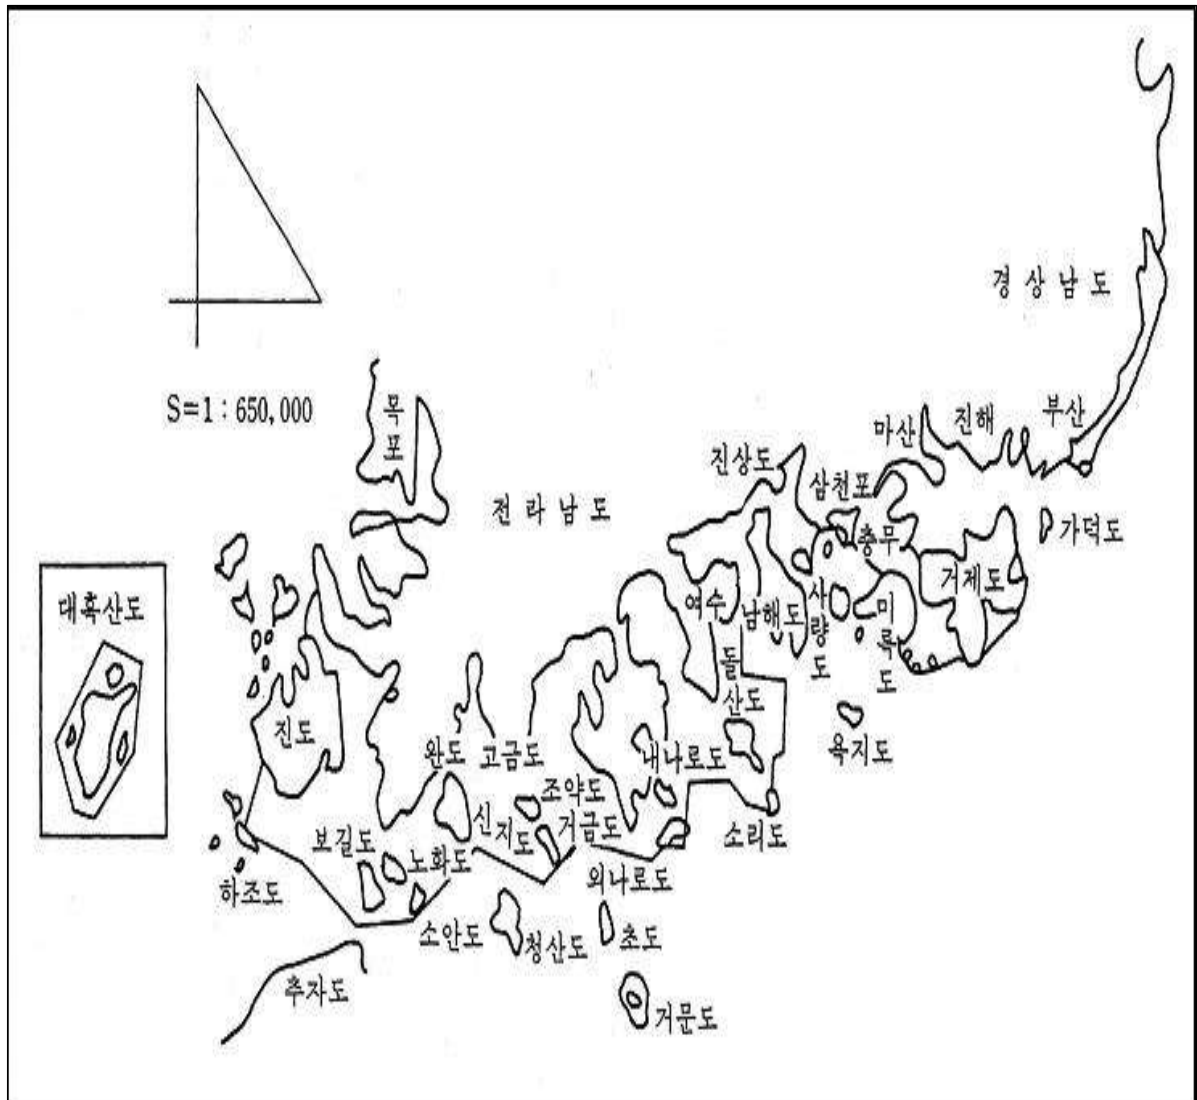 경상남도
S=1:650,000
목포
마산
진해
부산
진상도
삼천포
전라남도
충무
가덕도
대흑산도
여수
남해도
사량도
미륵도
거제도
돌산도
진도
완도
고금도
내나로도
욕지도
조약도
신지도
거금도
소리도
보길도
노화도
하조도
외나로도
소안도
청산도
초도
추자도
거문도